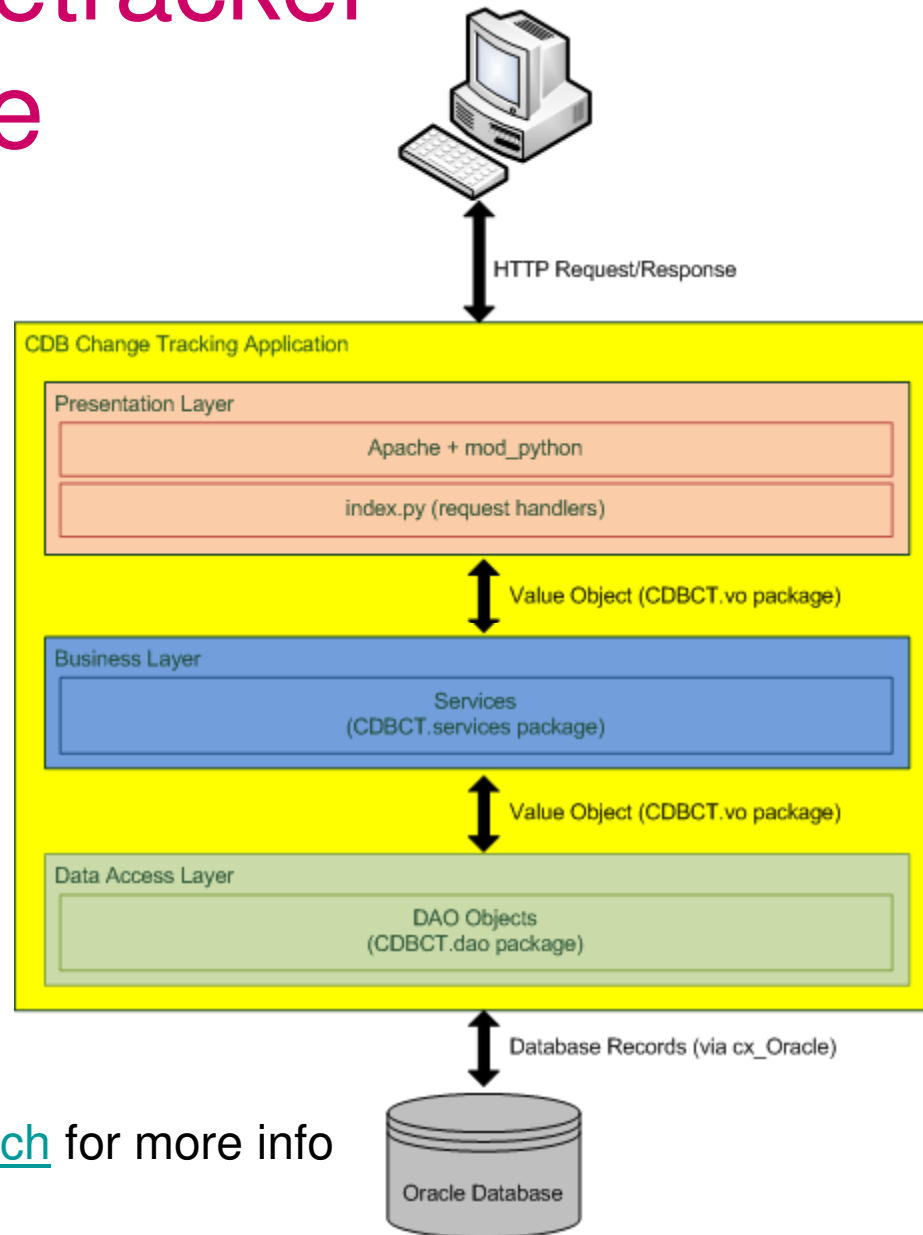 etracker
e
HTTP Request/Response
CDB Change Tracking Application
Presentation Layer
Apache + mod_python
index.py (request handlers)
Value Object (CDBCT.vo package)
Business Layer
Services
(CDBCT.services package)
Value Object (CDBCT.vo package)
Data Access Layer
DAO Objects
(CDBCT.dao package)
Database Records (via cx_Oracle)
ch for more info
Oracle Database